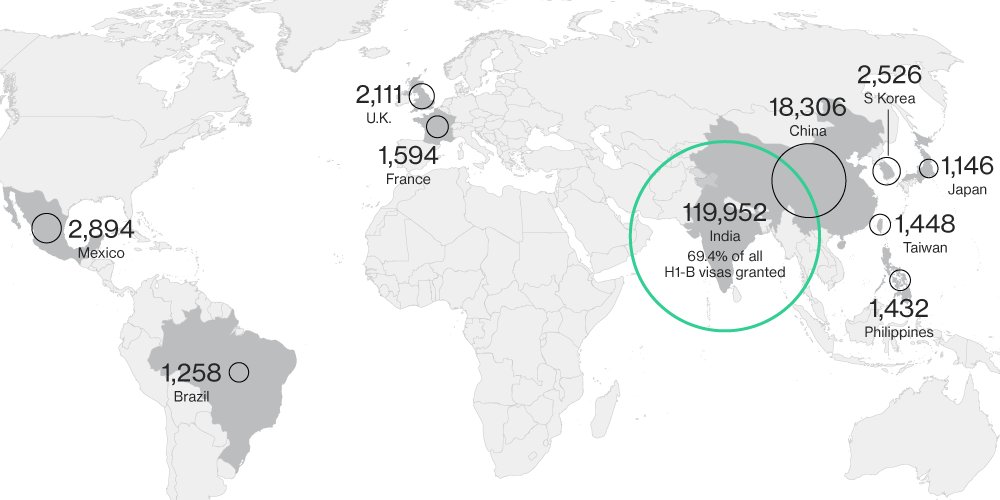 2,526
S Korea
2,111
U.K.
18,306
China
1,594
France
1,146
Japan
2,894
Mexico
119,952
India
69.4% of all
H1-B visas granted
1,448
Taiwan
1,432
Philippines
1,258
Brazil